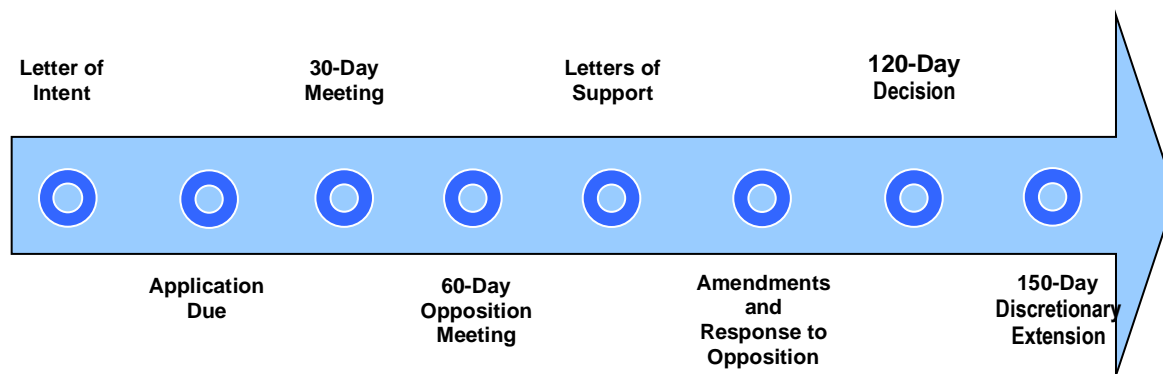 Letter of
Intent
Application
Due
30-Day
Meeting
60-Day
Opposition
Meeting
Letters of
Support
Amendments
and
Response to
Opposition
120-Day
Decision
150-Day
Discretionary
Extension